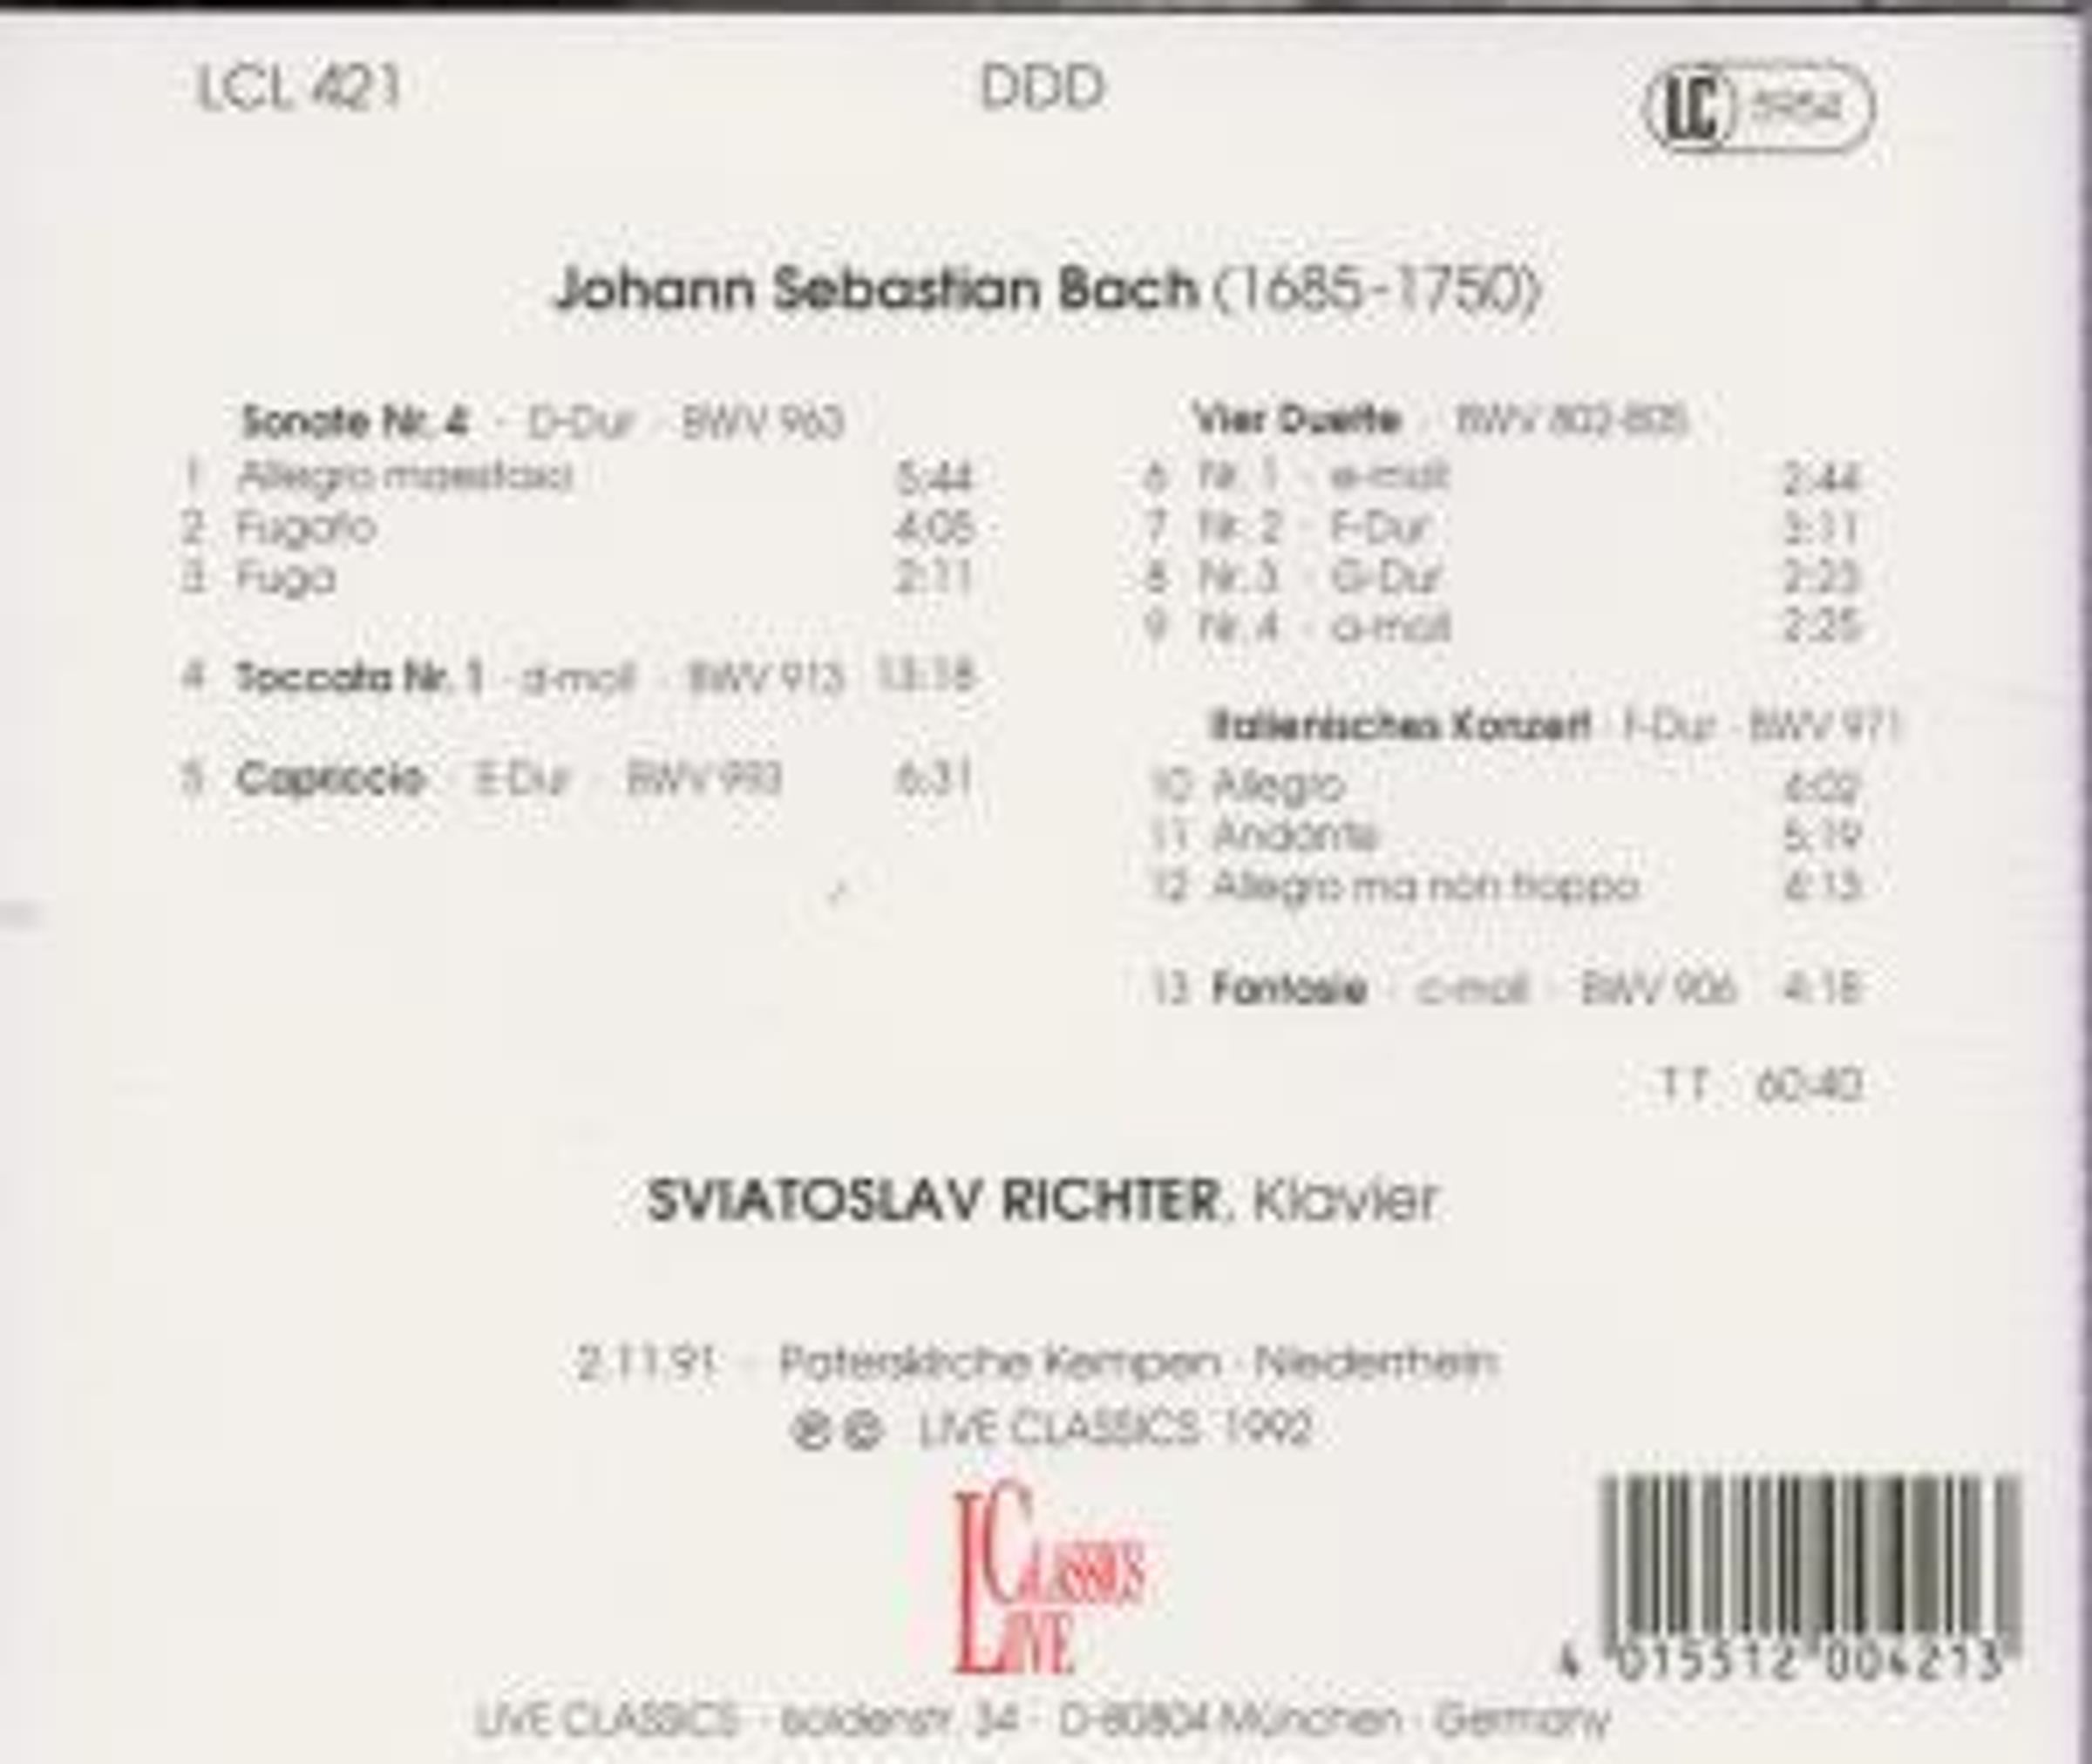 LCL 421 DDD LC
Johann Sebastian Bach (1685-1750)
Sonate Nr. 4 · D-Dur · BWV 963
1 Allegro maestoso 5:44
2 Fugato 4:05
3 Fuga 2:11
4 Toccata Nr. 1 · d-moll · BWV 913 13:18
5 Capriccio · E-Dur · BWV 993 6:31
Vier Duette · BWV 802-805
6 Nr. 1 · e-moll 2:44
7 Nr. 2 · F-Dur 3:11
8 Nr. 3 · G-Dur 2:23
9 Nr. 4 · a-moll 2:25
Italienisches Konzert · F-Dur · BWV 971
10 Allegro
11 Andante 5:19
12 Allegro ma non troppo
13 Fantasie · c-moll · BWV 906 4:18
TT 60:40
SVIATOSLAV RICHTER, Klavier
2.11.91 · Paterskirche Kempen · Niederrhein
℗ © LIVE CLASSICS 1992
LIVE CLASSICS
4 015512 004213
LIVE CLASSICS · Isoldenstr. 34 · D-80804 München · Germany